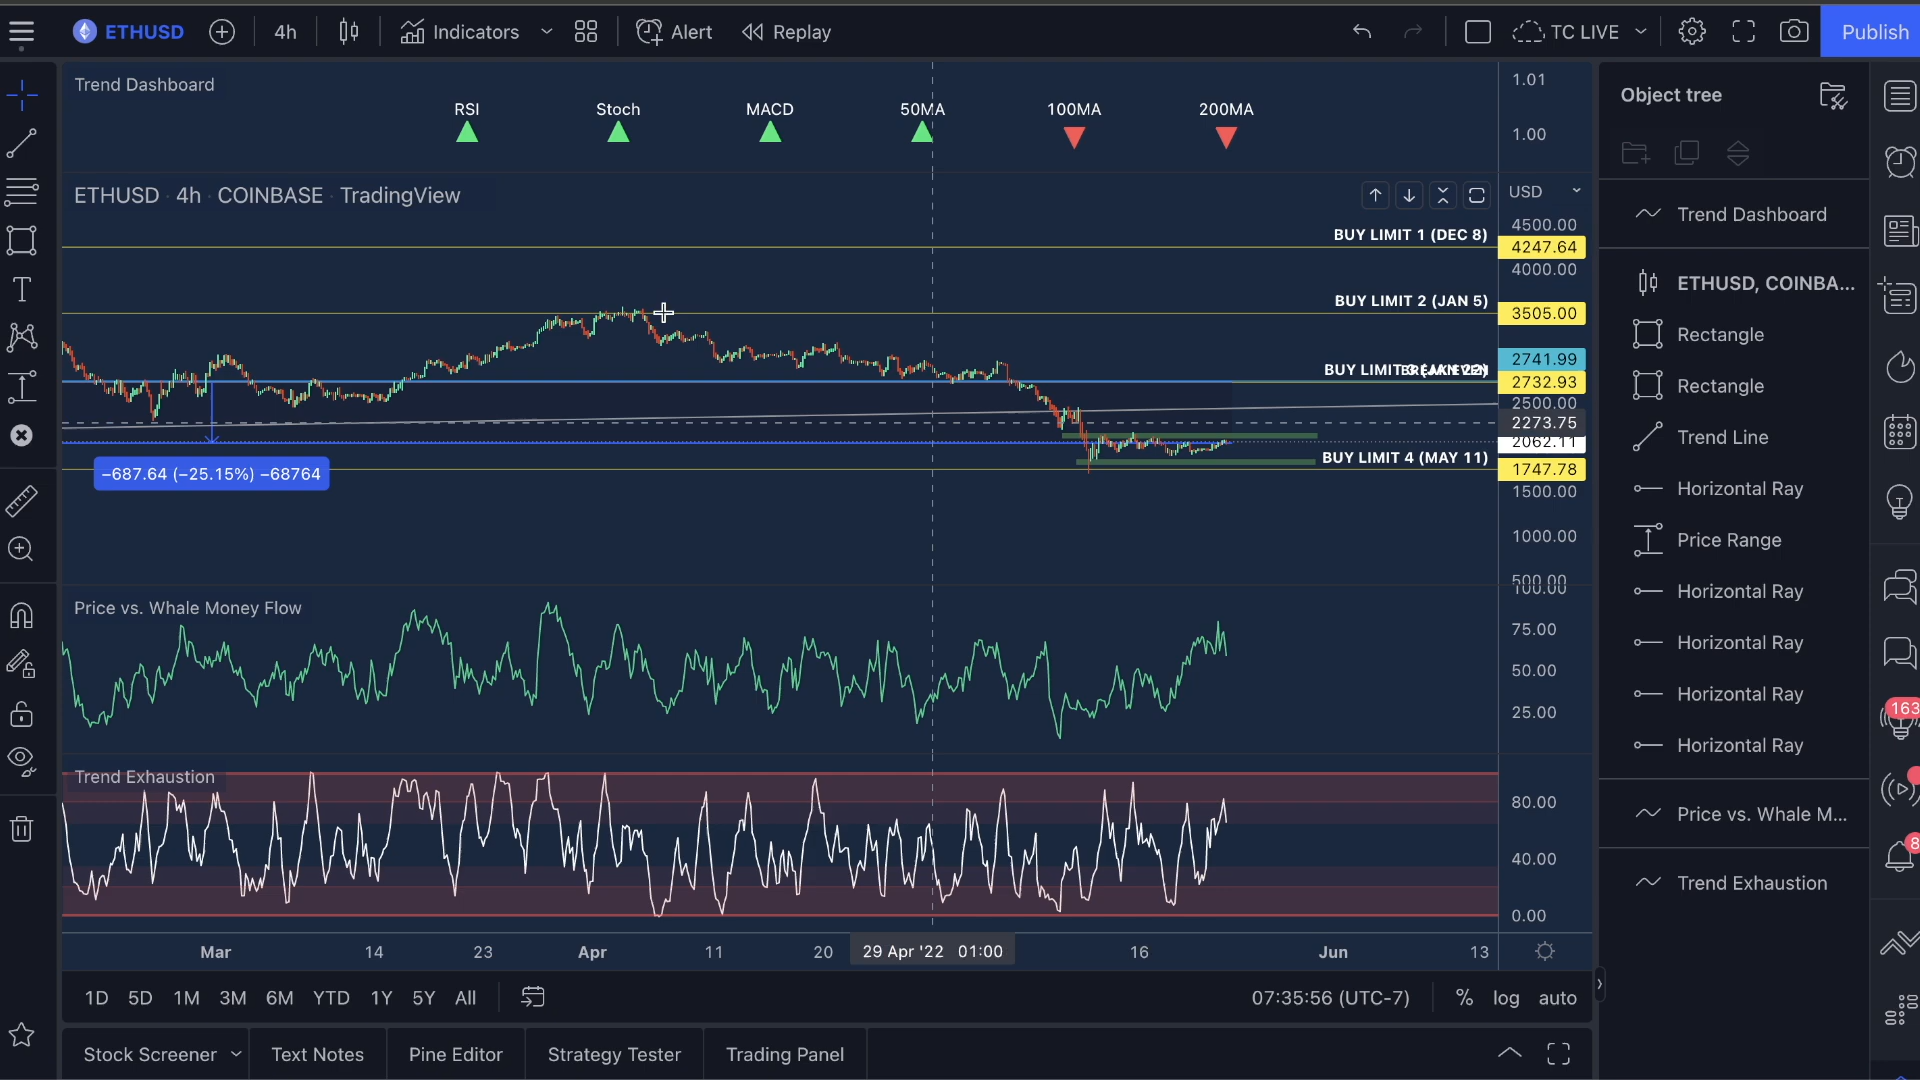 ETHUSD 4h Indicators Alert Replay TC LIVE Publish
Trend Dashboard
RSI Stoch MACD 50MA 100MA 200MA
1.01
1.00
ETHUSD · 4h · COINBASE · TradingView
USD
4500.00
BUY LIMIT 1 (DEC 8)
4247.64
4000.00
BUY LIMIT 2 (JAN 5)
3505.00
2741.99
BUY LIMIT 3 (JAN 22)
2732.93
2500.00
2273.75
2062.11
BUY LIMIT 4 (MAY 11)
1747.78
−687.64 (−25.15%) −68764
1500.00
1000.00
500.00
Price vs. Whale Money Flow
100.00
75.00
50.00
25.00
Trend Exhaustion
80.00
40.00
0.00
Mar 14 23 Apr 11 20 29 Apr '22 01:00 16 Jun 13
1D 5D 1M 3M 6M YTD 1Y 5Y All
07:35:56 (UTC-7) % log auto
Stock Screener Text Notes Pine Editor Strategy Tester Trading Panel
Object tree
Trend Dashboard
ETHUSD, COINBA...
Rectangle
Rectangle
Trend Line
Horizontal Ray
Price Range
Horizontal Ray
Horizontal Ray
Horizontal Ray
Horizontal Ray
Price vs. Whale M...
Trend Exhaustion
163
8